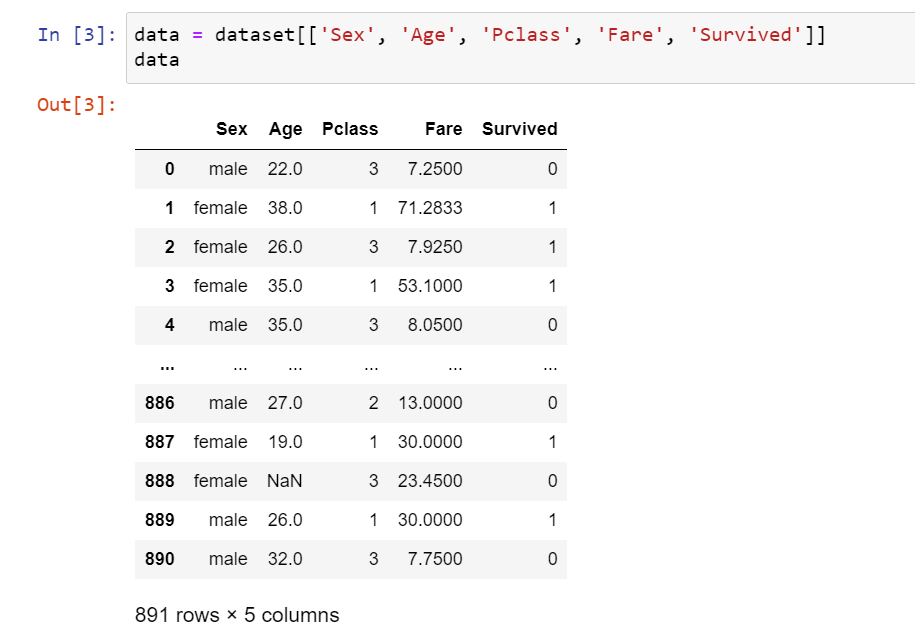 In [3]: data = dataset[['Sex', 'Age', 'Pclass', 'Fare', 'Survived']]
data
Out[3]:
Sex Age Pclass Fare Survived
0 male 22.0 3 7.2500 0
1 female 38.0 1 71.2833 1
2 female 26.0 3 7.9250 1
3 female 35.0 1 53.1000 1
4 male 35.0 3 8.0500 0
... ... ... ... ... ...
886 male 27.0 2 13.0000 0
887 female 19.0 1 30.0000 1
888 female NaN 3 23.4500 0
889 male 26.0 1 30.0000 1
890 male 32.0 3 7.7500 0
891 rows × 5 columns